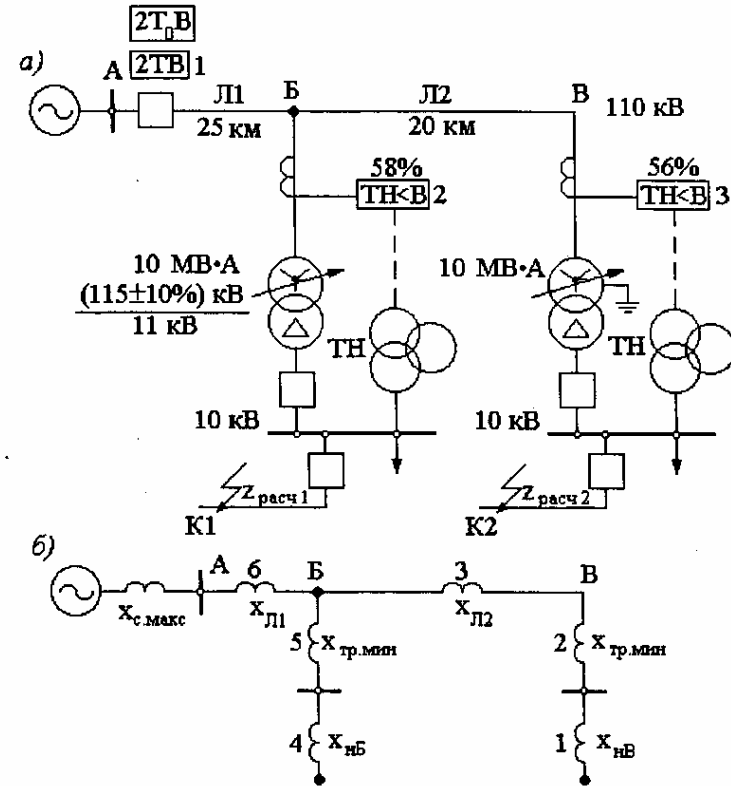 2Т₀В
а) А 2ТВ 1
Л1 Б Л2 В 110 кВ
25 км 20 км
58% 56%
ТН<В 2 ТН<В 3
10 МВ·А 10 МВ·А
(115±10%) кВ
11 кВ
ТН ТН
10 кВ 10 кВ
zрасч 1 zрасч 2
К1 К2
б)
А 6 Б 3 В
xс.макс xЛ1 xЛ2
5 xтр.мин 2 xтр.мин
4 xнБ 1 xнВ